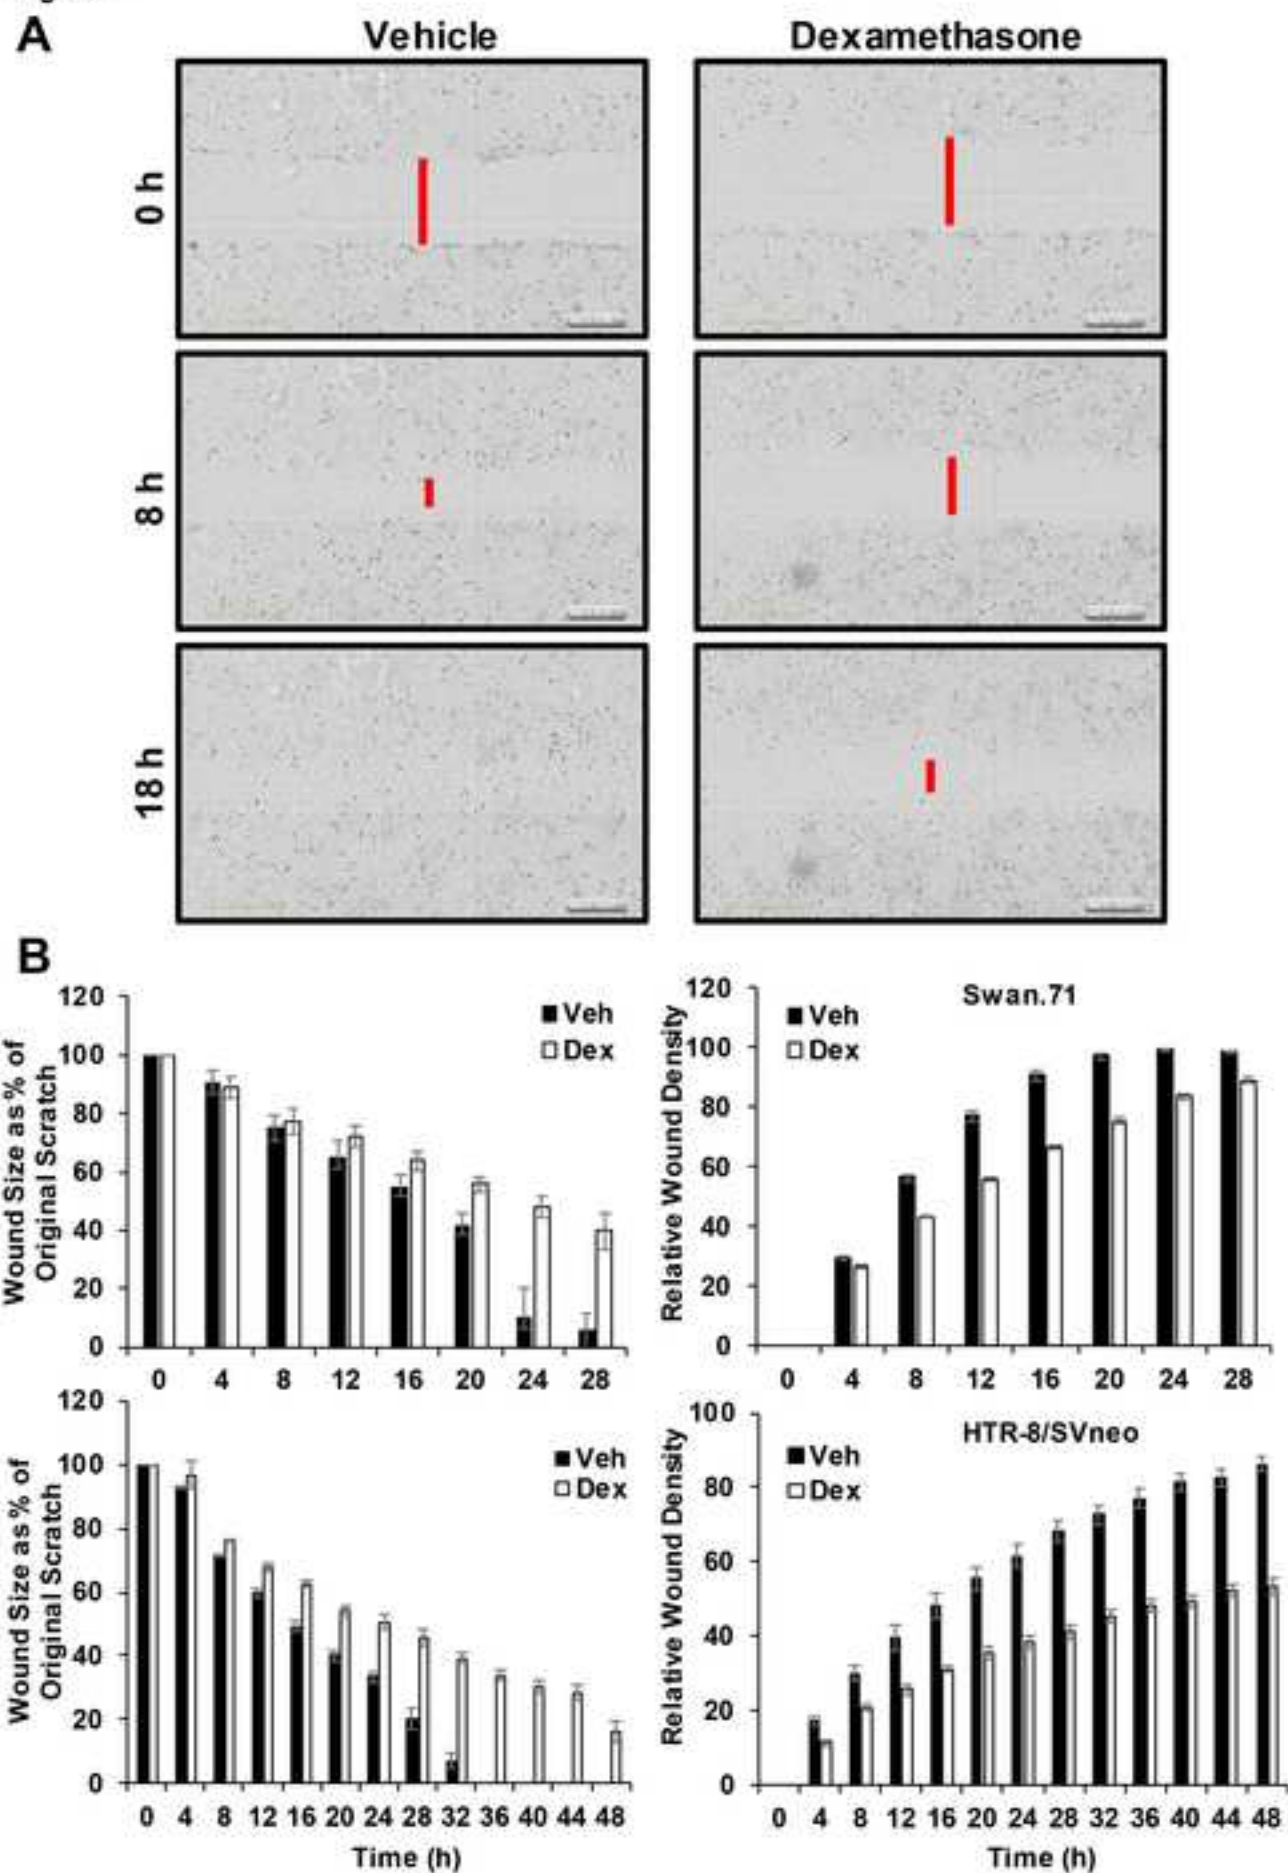 A
Vehicle
Dexamethasone
0 h
8 h
18 h
B
Wound Size as % of
Original Scratch
120
100
80
60
40
20
0
Veh
Dex
0 4 8 12 16 20 24 28
Relative Wound Density
120
100
80
60
40
20
0
Swan.71
Veh
Dex
0 4 8 12 16 20 24 28
Wound Size as % of
Original Scratch
120
100
80
60
40
20
0
Veh
Dex
0 4 8 12 16 20 24 28 32 36 40 44 48
Time (h)
Relative Wound Density
100
80
60
40
20
0
HTR-8/SVneo
Veh
Dex
0 4 8 12 16 20 24 28 32 36 40 44 48
Time (h)